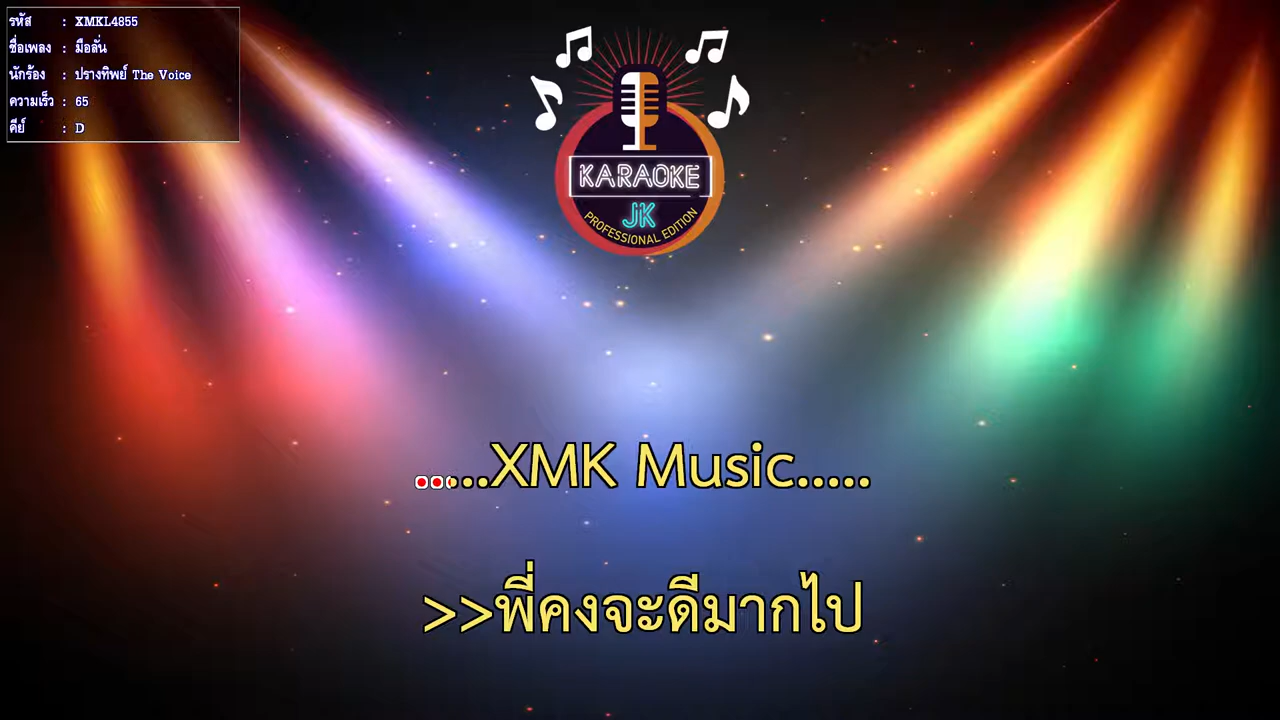 รหัส : XMKL4855
ชื่อเพลง : มือลั่น
นักร้อง : ปรางทิพย์ The Voice
ความเร็ว : 65
คีย์ : D
KARAOKE
JK
PROFESSIONAL EDITION
.....XMK Music.....
>>พี่คงจะดีมากไป